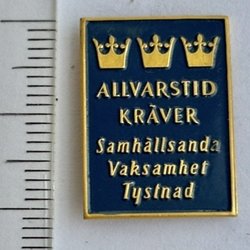 ALLVARSTID
KRÄVER
Samhällsanda
Vaksamhet
Tystnad